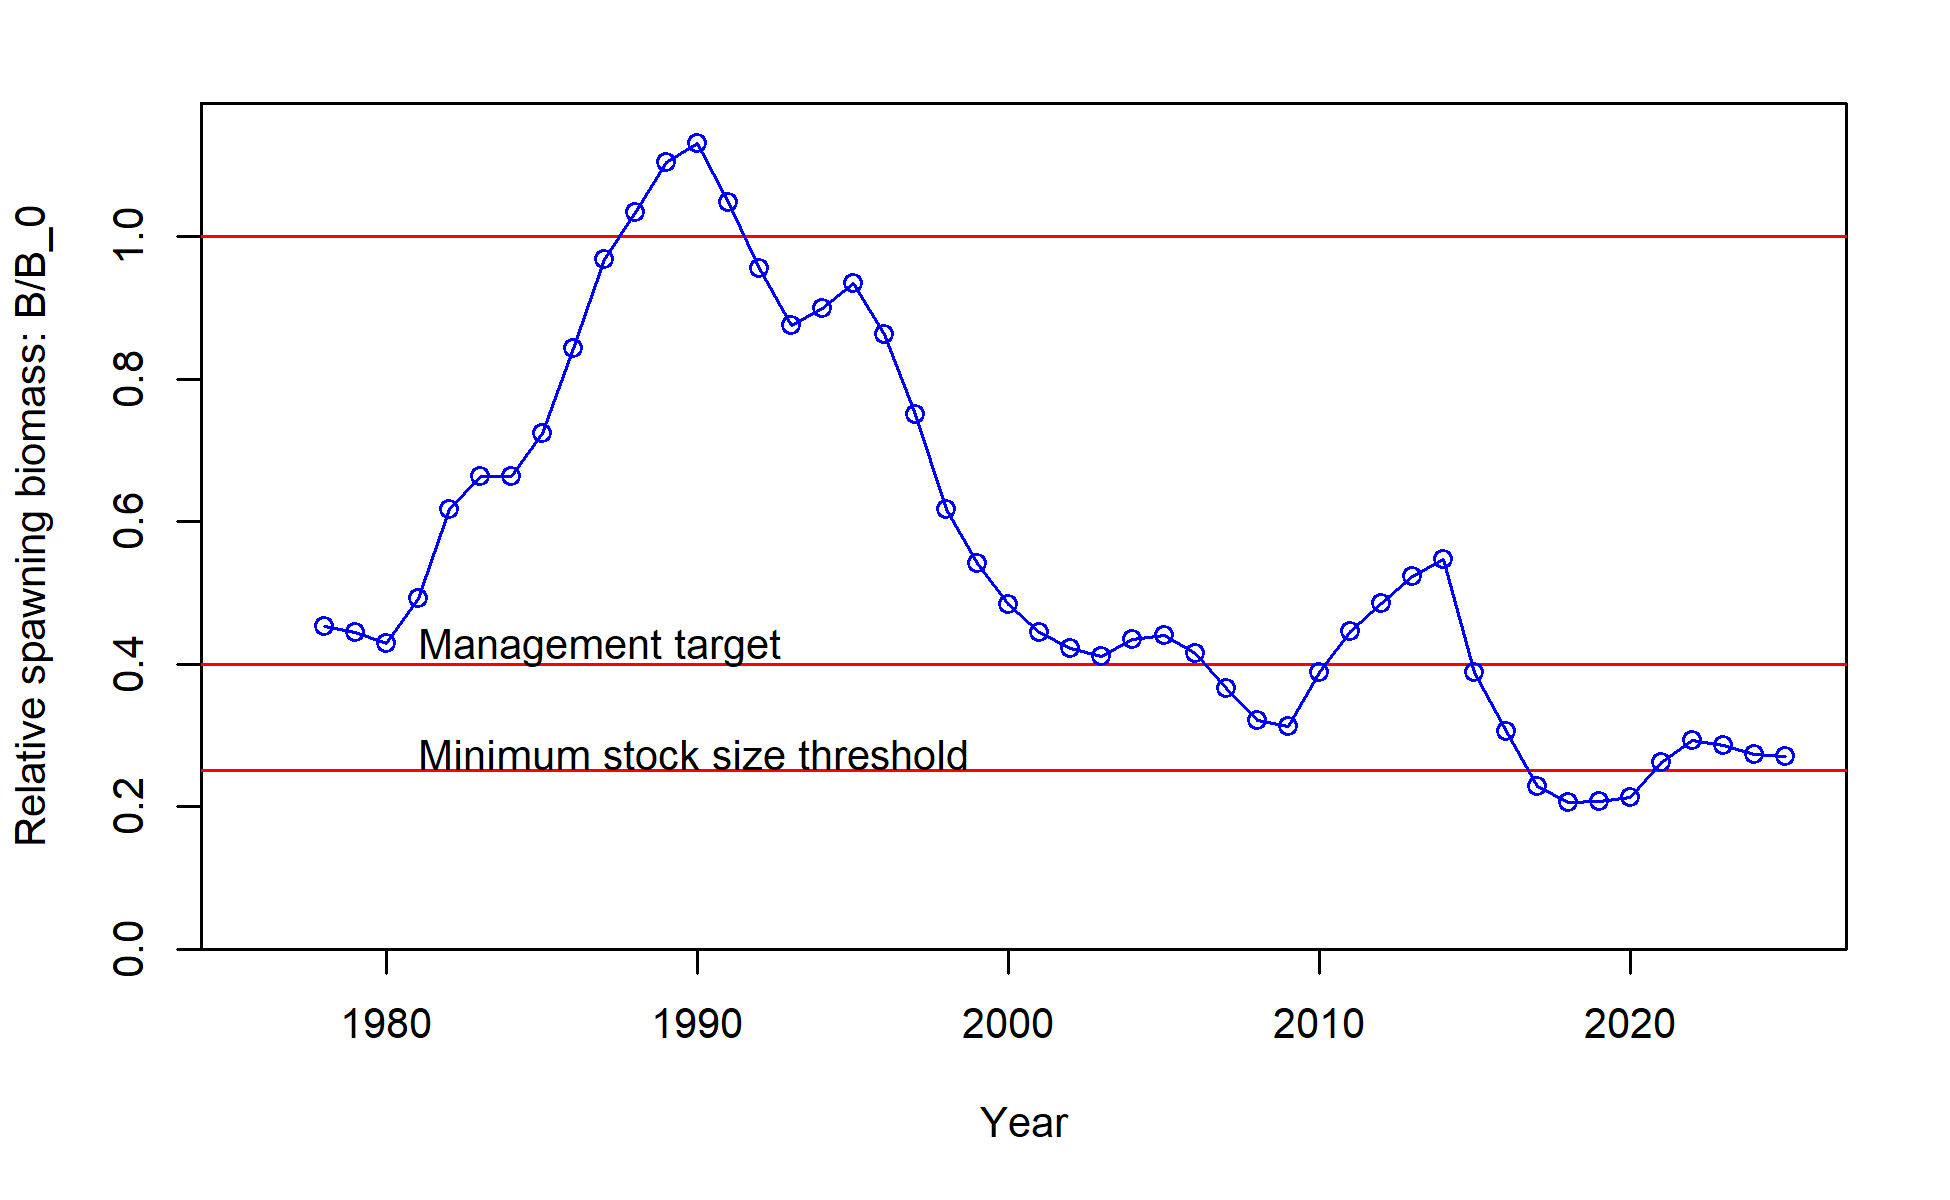 Relative spawning biomass: B/B_0
1.0
0.8
0.6
0.4
0.2
0.0
Management target
Minimum stock size threshold
1980 1990 2000 2010 2020
Year